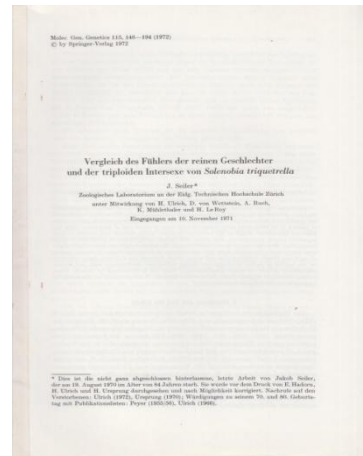 Molec. Gen. Genetics 115, 140—194 (1972)
© by Springer-Verlag 1972
Vergleich des Fühlers der reinen Geschlechter
und der triploiden Intersexe von Solenobia triquetrella
J. Seiler*
Zoologisches Laboratorium an der Eidg. Technischen Hochschule Zürich
unter Mitwirkung von H. Ulrich, D. von Wettstein, A. Ruch,
K. Mühlethaler und H. LeRoy
Eingegangen am 18. November 1971
* Dies ist die nicht ganz abgeschlossen hinterlassene, letzte Arbeit von Jakob Seiler,
der am 18. August 1970 im Alter von 84 Jahren starb. Sie wurde vor dem Druck von E. Hadorn,
H. Ulrich und H. Ursprung durchgesehen und nach Möglichkeit korrigiert. Nachrufe auf den
Verstorbenen: Ulrich (1972), Ursprung (1970); Würdigungen zu seinem 70. und 80. Geburts-
tag mit Publikationslisten: Peyer (1955/56), Ulrich (1966).